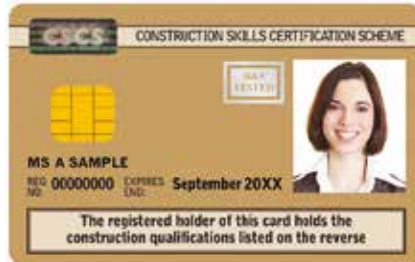 CSCS
CONSTRUCTION SKILLS CERTIFICATION SCHEME
H&S
TESTED
MS A SAMPLE
REG NO: 00000000 EXPIRES END: September 20XX
The registered holder of this card holds the
construction qualifications listed on the reverse